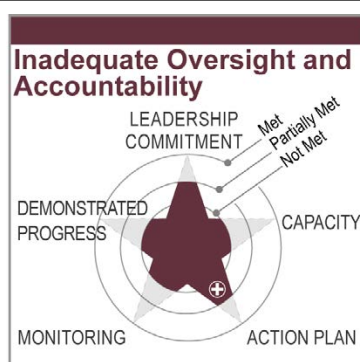 Inadequate Oversight and
Accountability
LEADERSHIP
COMMITMENT
Met
Partially Met
Not Met
DEMONSTRATED
PROGRESS
CAPACITY
MONITORING
ACTION PLAN